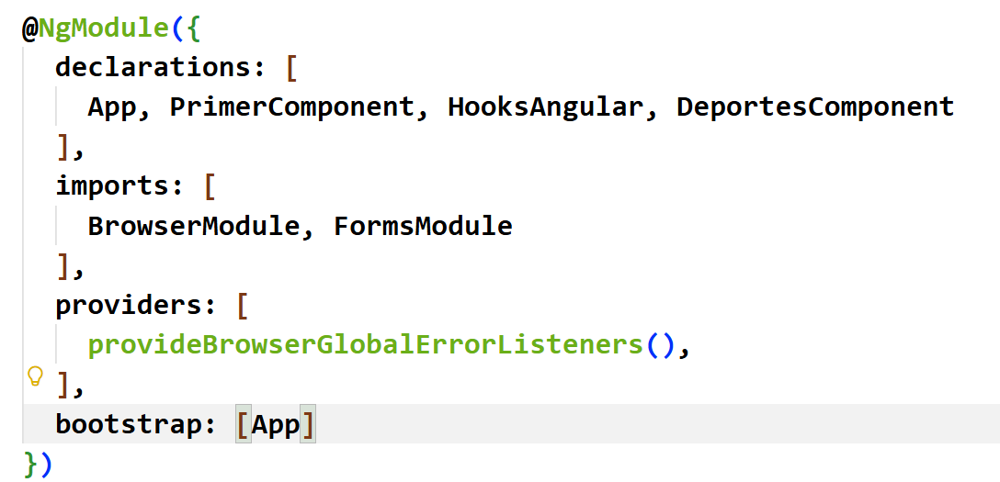 @NgModule({
  declarations: [
    App, PrimerComponent, HooksAngular, DeportesComponent
  ],
  imports: [
    BrowserModule, FormsModule
  ],
  providers: [
    provideBrowserGlobalErrorListeners(),
  ],
  bootstrap: [App]
})